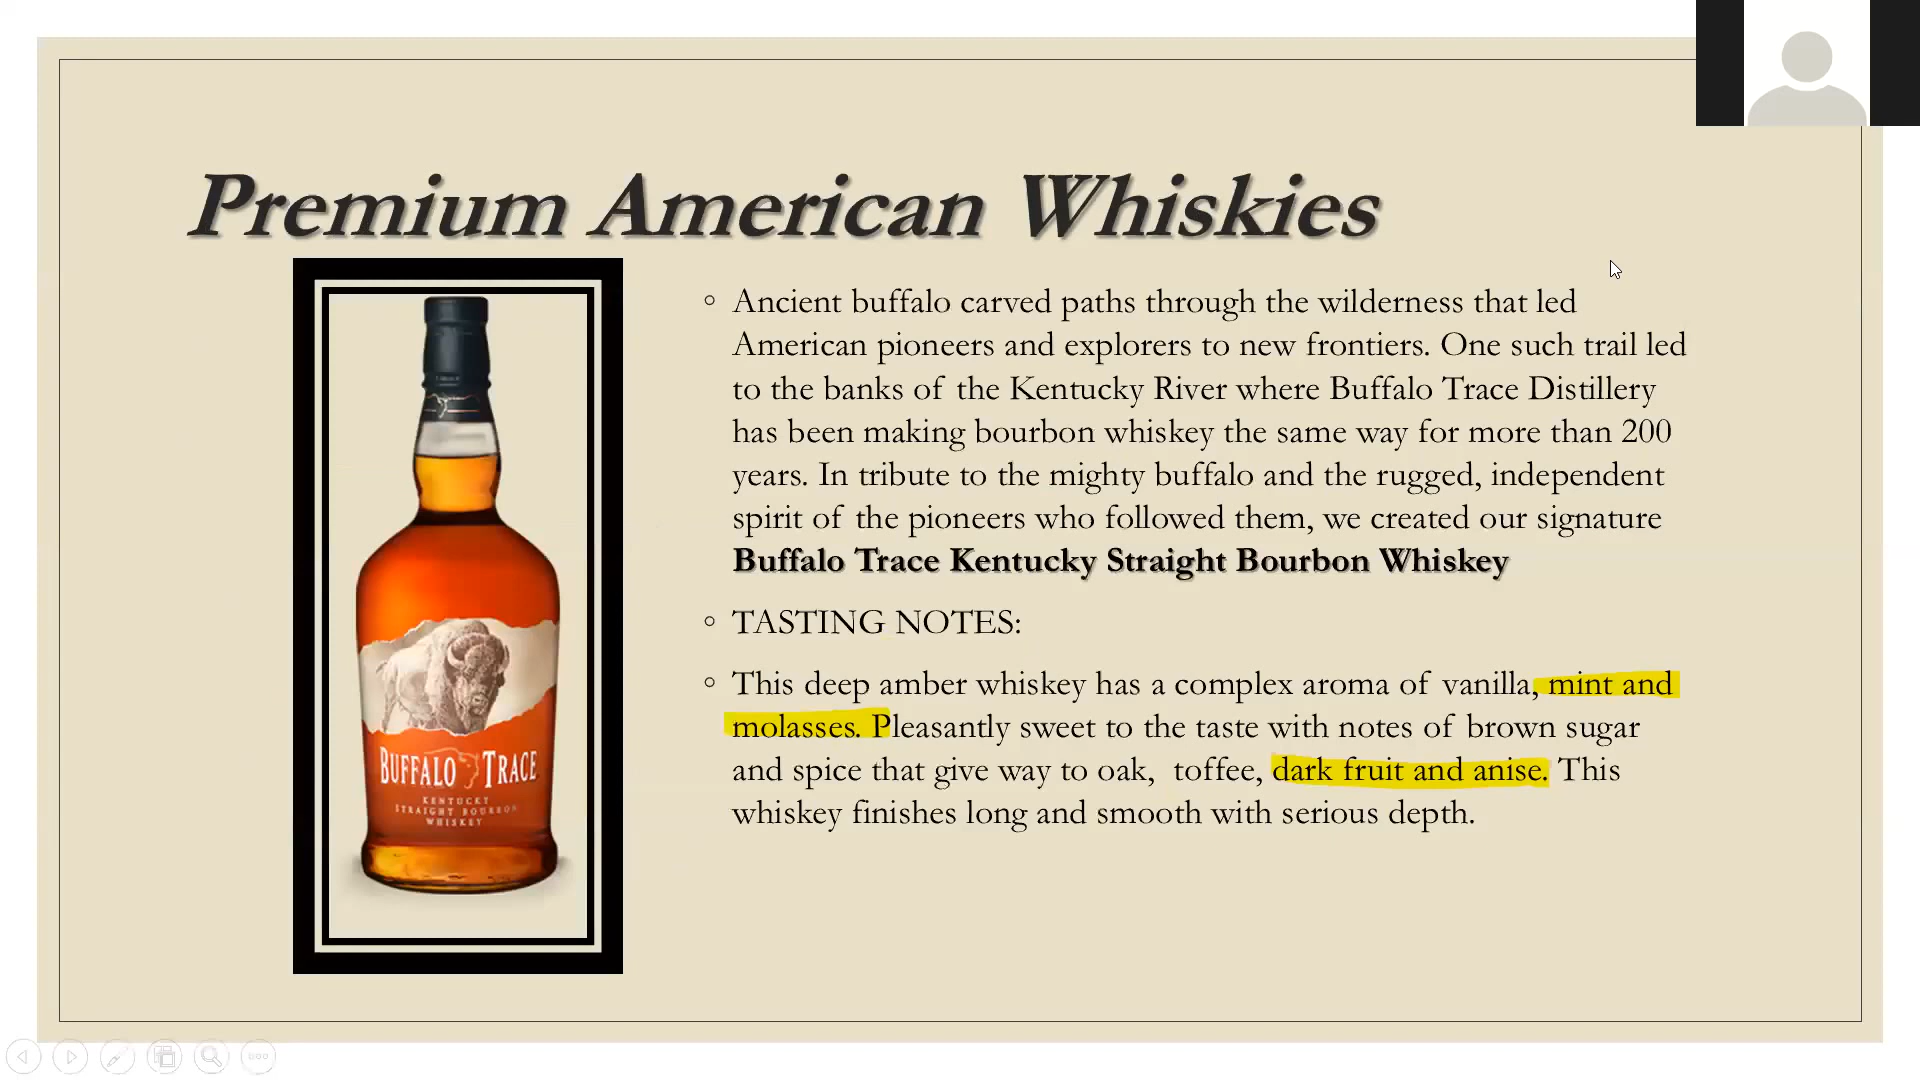 Premium American Whiskies
Ancient buffalo carved paths through the wilderness that led
American pioneers and explorers to new frontiers. One such trail led
to the banks of the Kentucky River where Buffalo Trace Distillery
has been making bourbon whiskey the same way for more than 200
years. In tribute to the mighty buffalo and the rugged, independent
spirit of the pioneers who followed them, we created our signature
Buffalo Trace Kentucky Straight Bourbon Whiskey
TASTING NOTES:
This deep amber whiskey has a complex aroma of vanilla, mint and
molasses. Pleasantly sweet to the taste with notes of brown sugar
and spice that give way to oak, toffee, dark fruit and anise. This
whiskey finishes long and smooth with serious depth.
BUFFALO TRACE
KENTUCKY
STRAIGHT BOURBON
WHISKEY